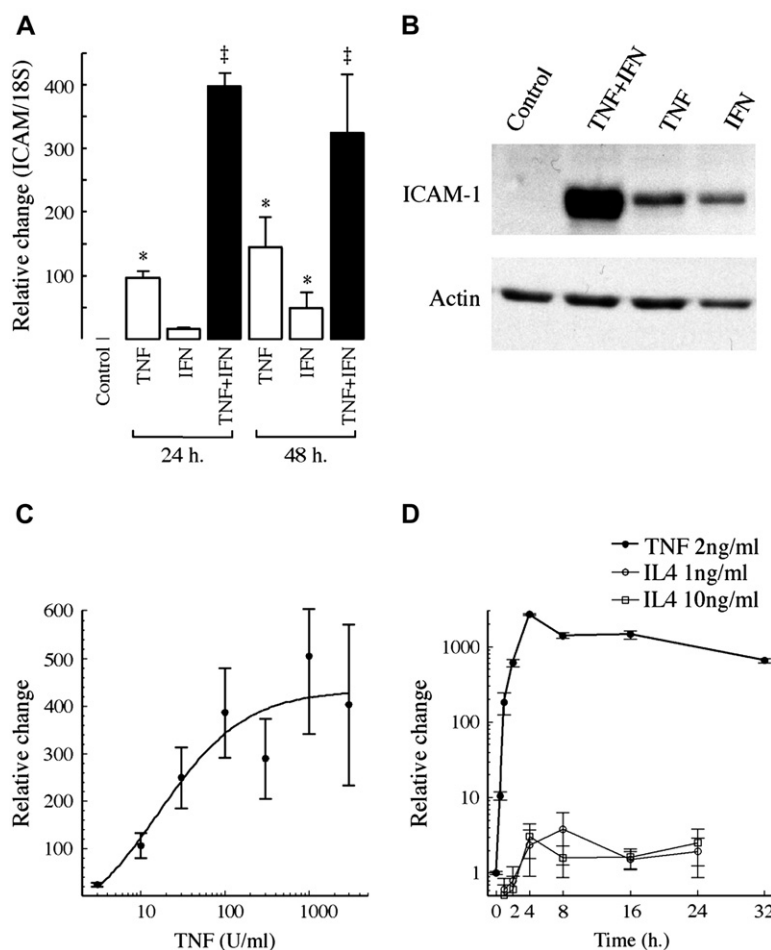 A
Relative change (ICAM/18S)
400
300
200
150
100
‡
‡
*
*
*
Control
TNF
IFN
TNF+IFN
TNF
IFN
TNF+IFN
24 h.
48 h.
B
Control
TNF+IFN
TNF
IFN
ICAM-1
Actin
C
Relative change
600
500
400
300
200
100
10
100
1000
TNF (U/ml)
D
TNF 2ng/ml
IL4 1ng/ml
IL4 10ng/ml
Relative change
1000
100
10
1
0
2
4
8
16
24
32
Time (h.)